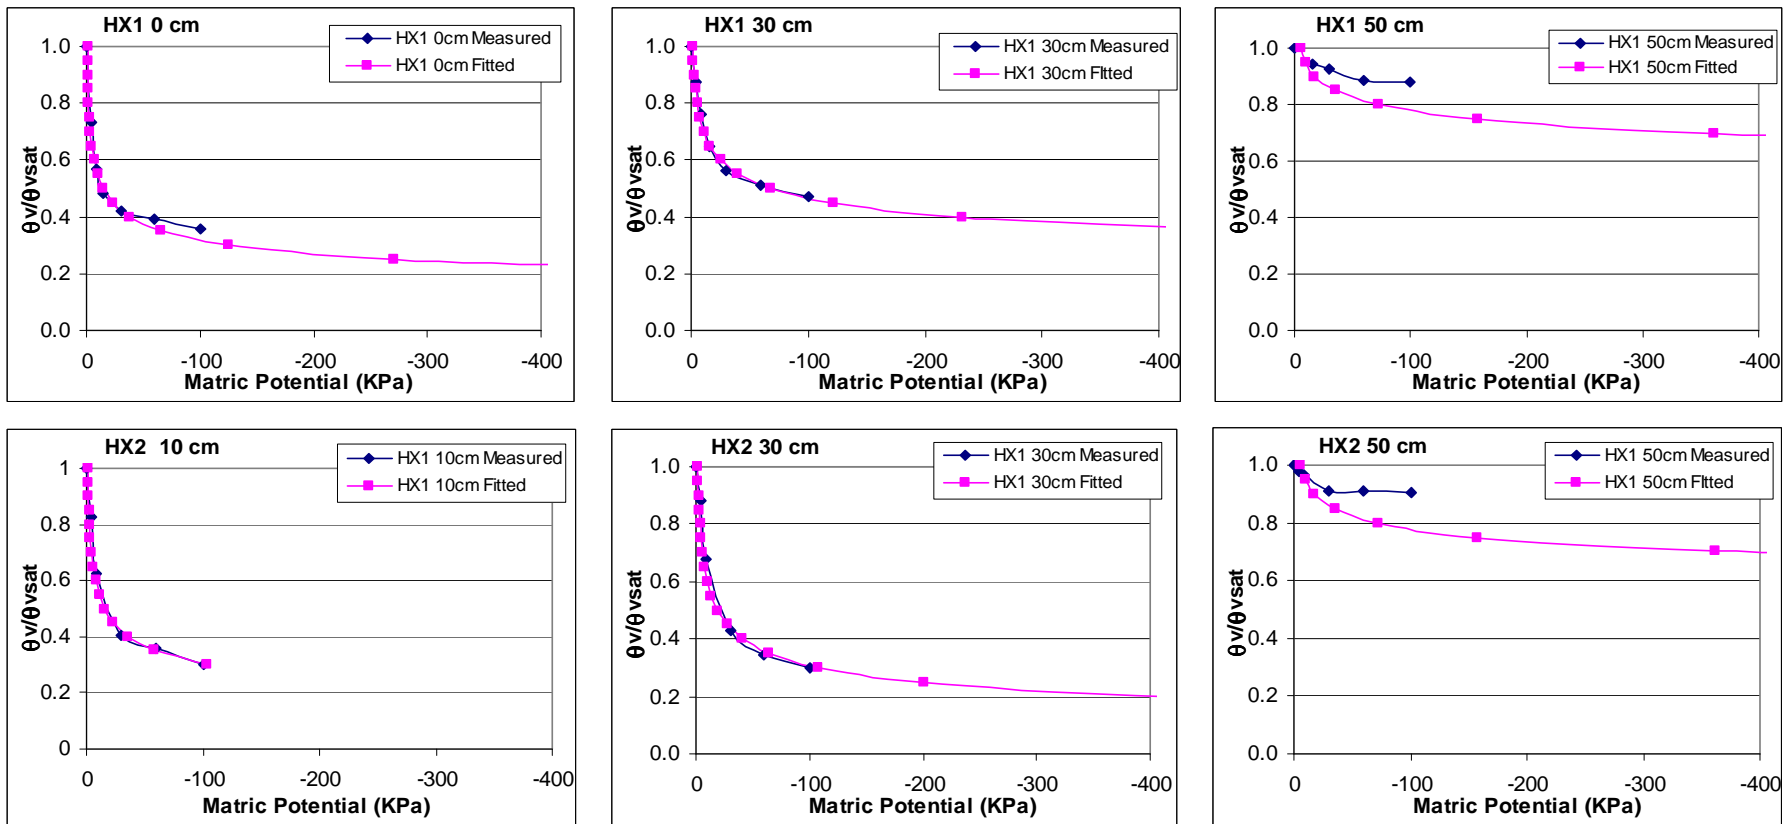 HX1 0 cm
HX1 0cm Measured
HX1 0cm Fitted
1.0
0.8
0.6
0.4
0.2
0.0
θv/θvsat
0 -100 -200 -300 -400
Matric Potential (KPa)
HX1 30 cm
HX1 30cm Measured
HX1 30cm FItted
1.0
0.8
0.6
0.4
0.2
0.0
θv/θvsat
0 -100 -200 -300 -400
Matric Potential (KPa)
HX1 50 cm
HX1 50cm Measured
HX1 50cm Fitted
1.0
0.8
0.6
0.4
0.2
0.0
θv/θvsat
0 -100 -200 -300 -400
Matric Potential (KPa)
HX2 10 cm
HX1 10cm Measured
HX1 10cm Fitted
1
0.8
0.6
0.4
0.2
0
θv/θvsat
0 -100 -200 -300 -400
Matric Potential (KPa)
HX2 30 cm
HX1 30cm Measured
HX1 30cm Fitted
1.0
0.8
0.6
0.4
0.2
0.0
θv/θvsat
0 -100 -200 -300 -400
Matric Potential (KPa)
HX2 50 cm
HX1 50cm Measured
HX1 50cm FItted
1.0
0.8
0.6
0.4
0.2
0.0
θv/θvsat
0 -100 -200 -300 -400
Matric Potential (KPa)